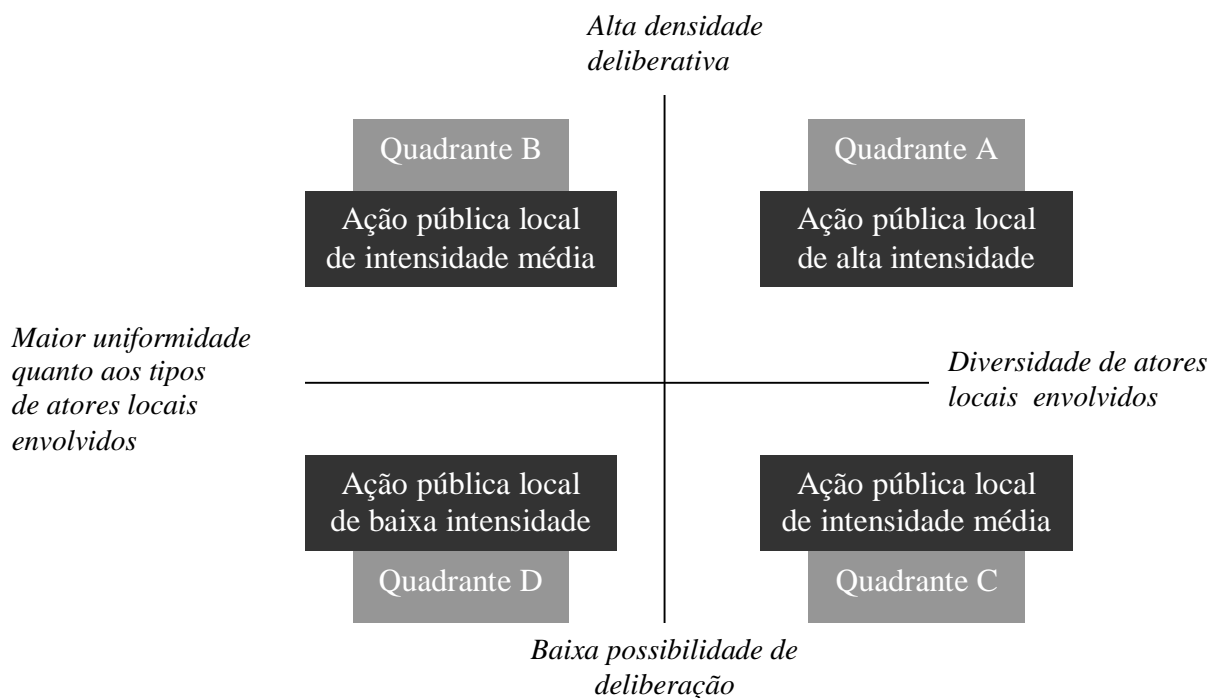 Alta densidade
deliberativa
Quadrante B
Quadrante A
Ação pública local
de intensidade média
Ação pública local
de alta intensidade
Maior uniformidade
quanto aos tipos
de atores locais
envolvidos
Diversidade de atores
locais envolvidos
Ação pública local
de baixa intensidade
Ação pública local
de intensidade média
Quadrante D
Quadrante C
Baixa possibilidade de
deliberação